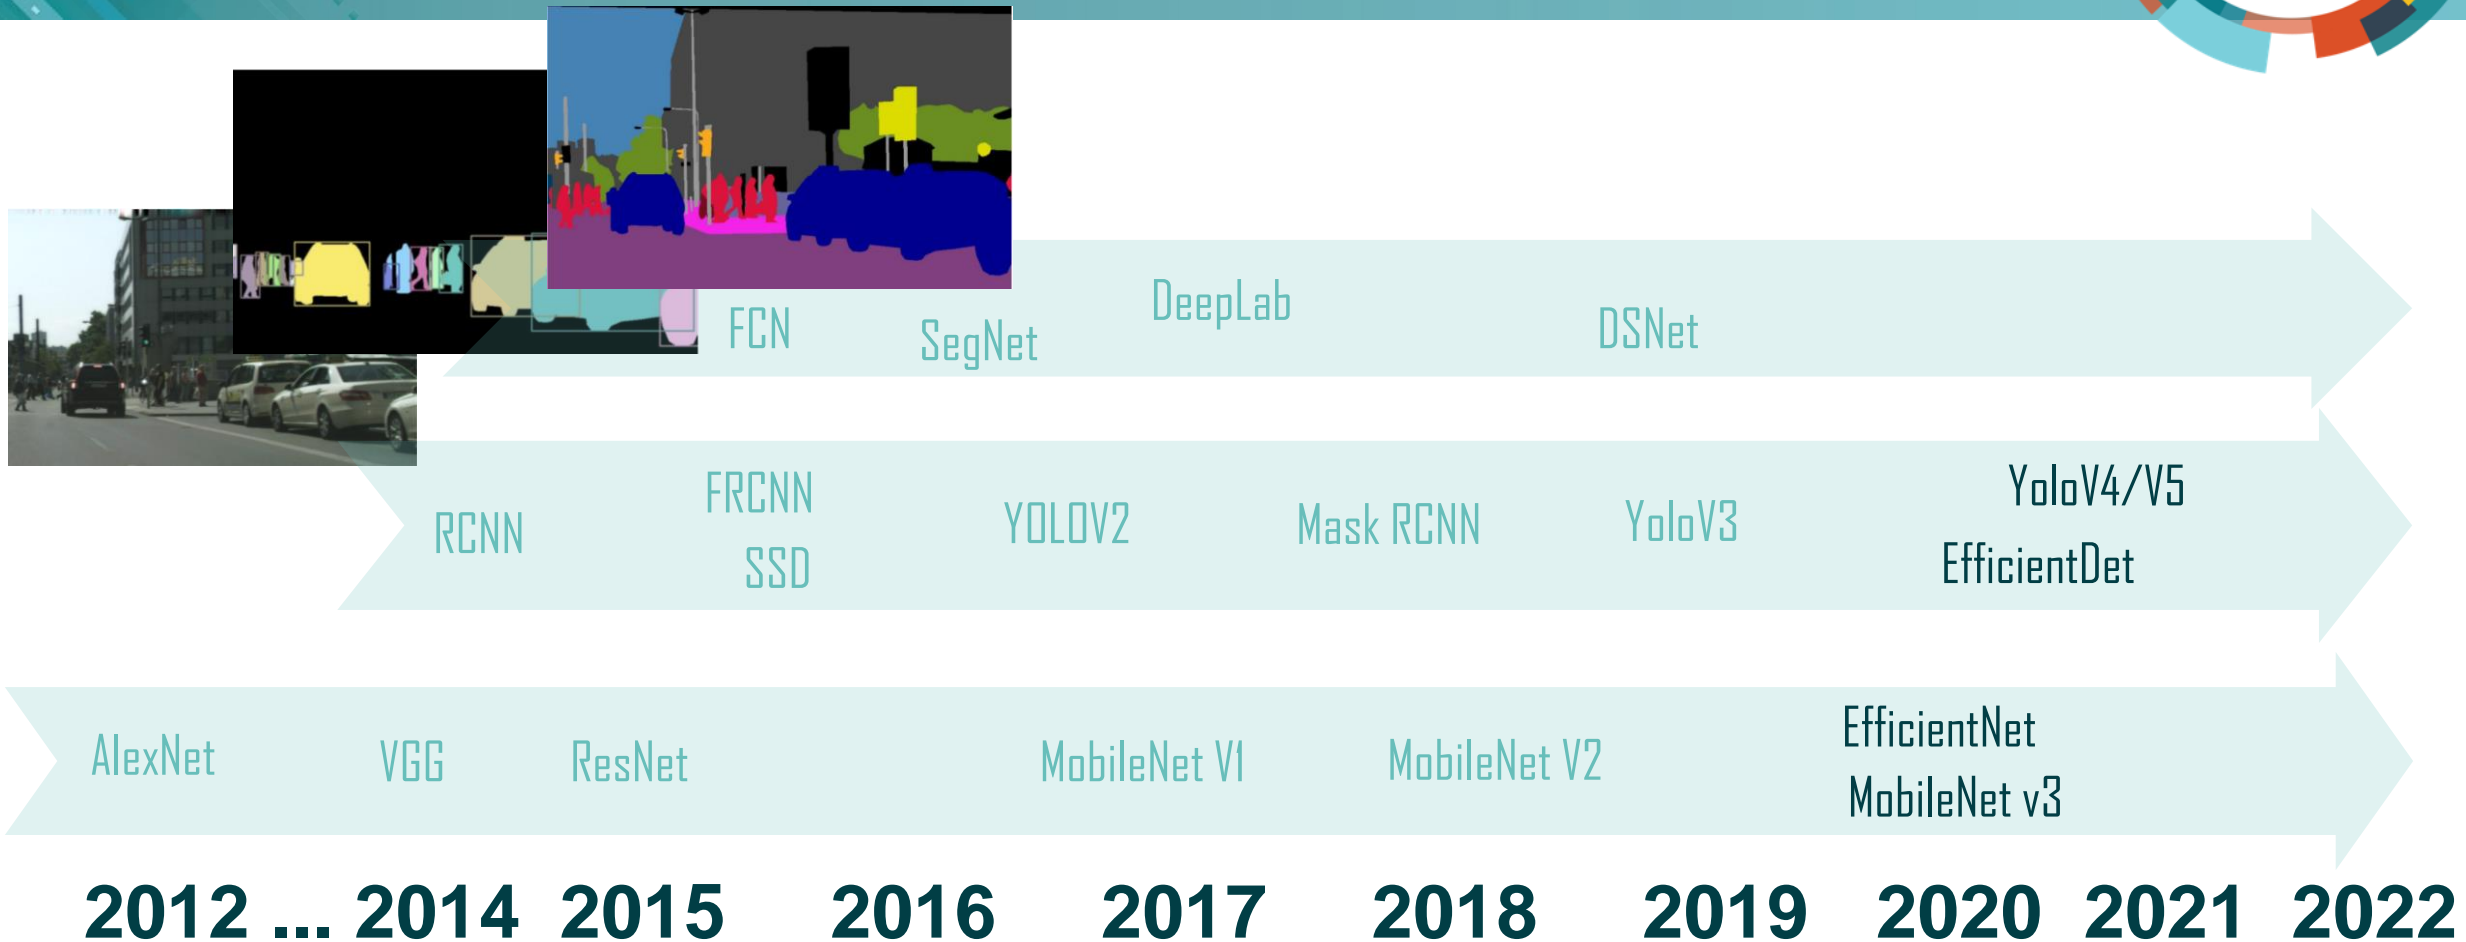 FCN
SegNet
DeepLab
DSNet
RCNN
FRCNN
SSD
YOLOV2
Mask RCNN
YoloV3
YoloV4/V5
EfficientDet
AlexNet
VGG
ResNet
MobileNet V1
MobileNet V2
EfficientNet
MobileNet v3
2012 ... 2014 2015 2016 2017 2018 2019 2020 2021 2022